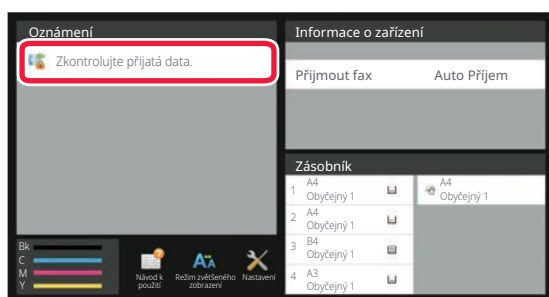 Oznámení
Zkontrolujte přijatá data.
Informace o zařízení
Přijmout fax Auto Příjem
Zásobník
1 A4
Obyčejný 1
2 A4
Obyčejný 1
3 B4
Obyčejný 1
4 A3
Obyčejný 1
A4
Obyčejný 1
Bk
C
M
Y
Návod k
použití
Režim zvětšeného
zobrazení
Nastavení